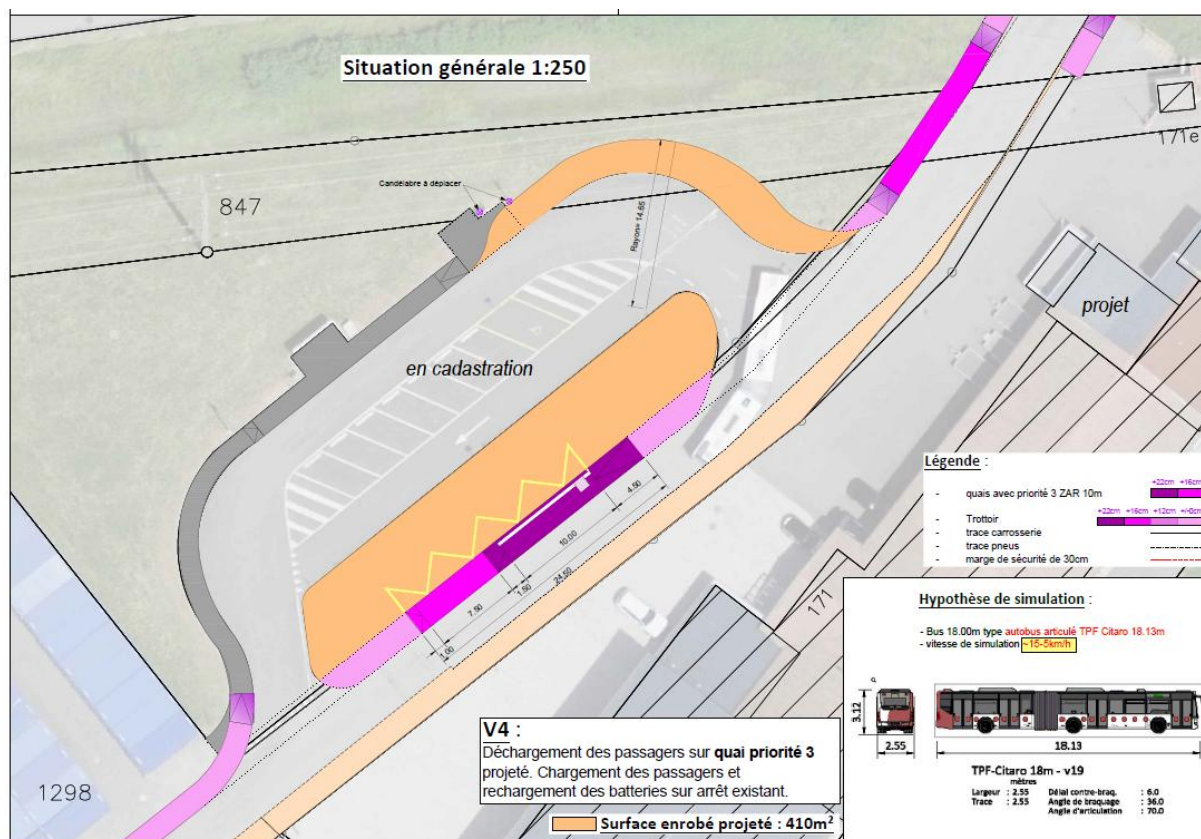 Situation générale 1:250
171e
Candélabre à déplacer
847
Rayon= 14.65
projet
en cadastration
Légende :
+22cm +16cm
- quais avec priorité 3 ZAR 10m
+22cm +16cm +12cm +/-0cm
- Trottoir
- trace carrosserie
- trace pneus
- marge de sécurité de 30cm
4.50
10.00
24.50
1.50
7.50
1.00
171
Hypothèse de simulation :
- Bus 18.00m type autobus articulé TPF Citaro 18.13m
- vitesse de simulation ~15-5km/h
3.12
2.55
18.13
V4 :
Déchargement des passagers sur quai priorité 3
projeté. Chargement des passagers et
rechargement des batteries sur arrêt existant.
TPF-Citaro 18m - v19
mètres
Largeur : 2.55 Délai contre-braq. : 6.0
Trace : 2.55 Angle de braquage : 36.0
Angle d'articulation : 70.0
1298
Surface enrobé projeté : 410m²